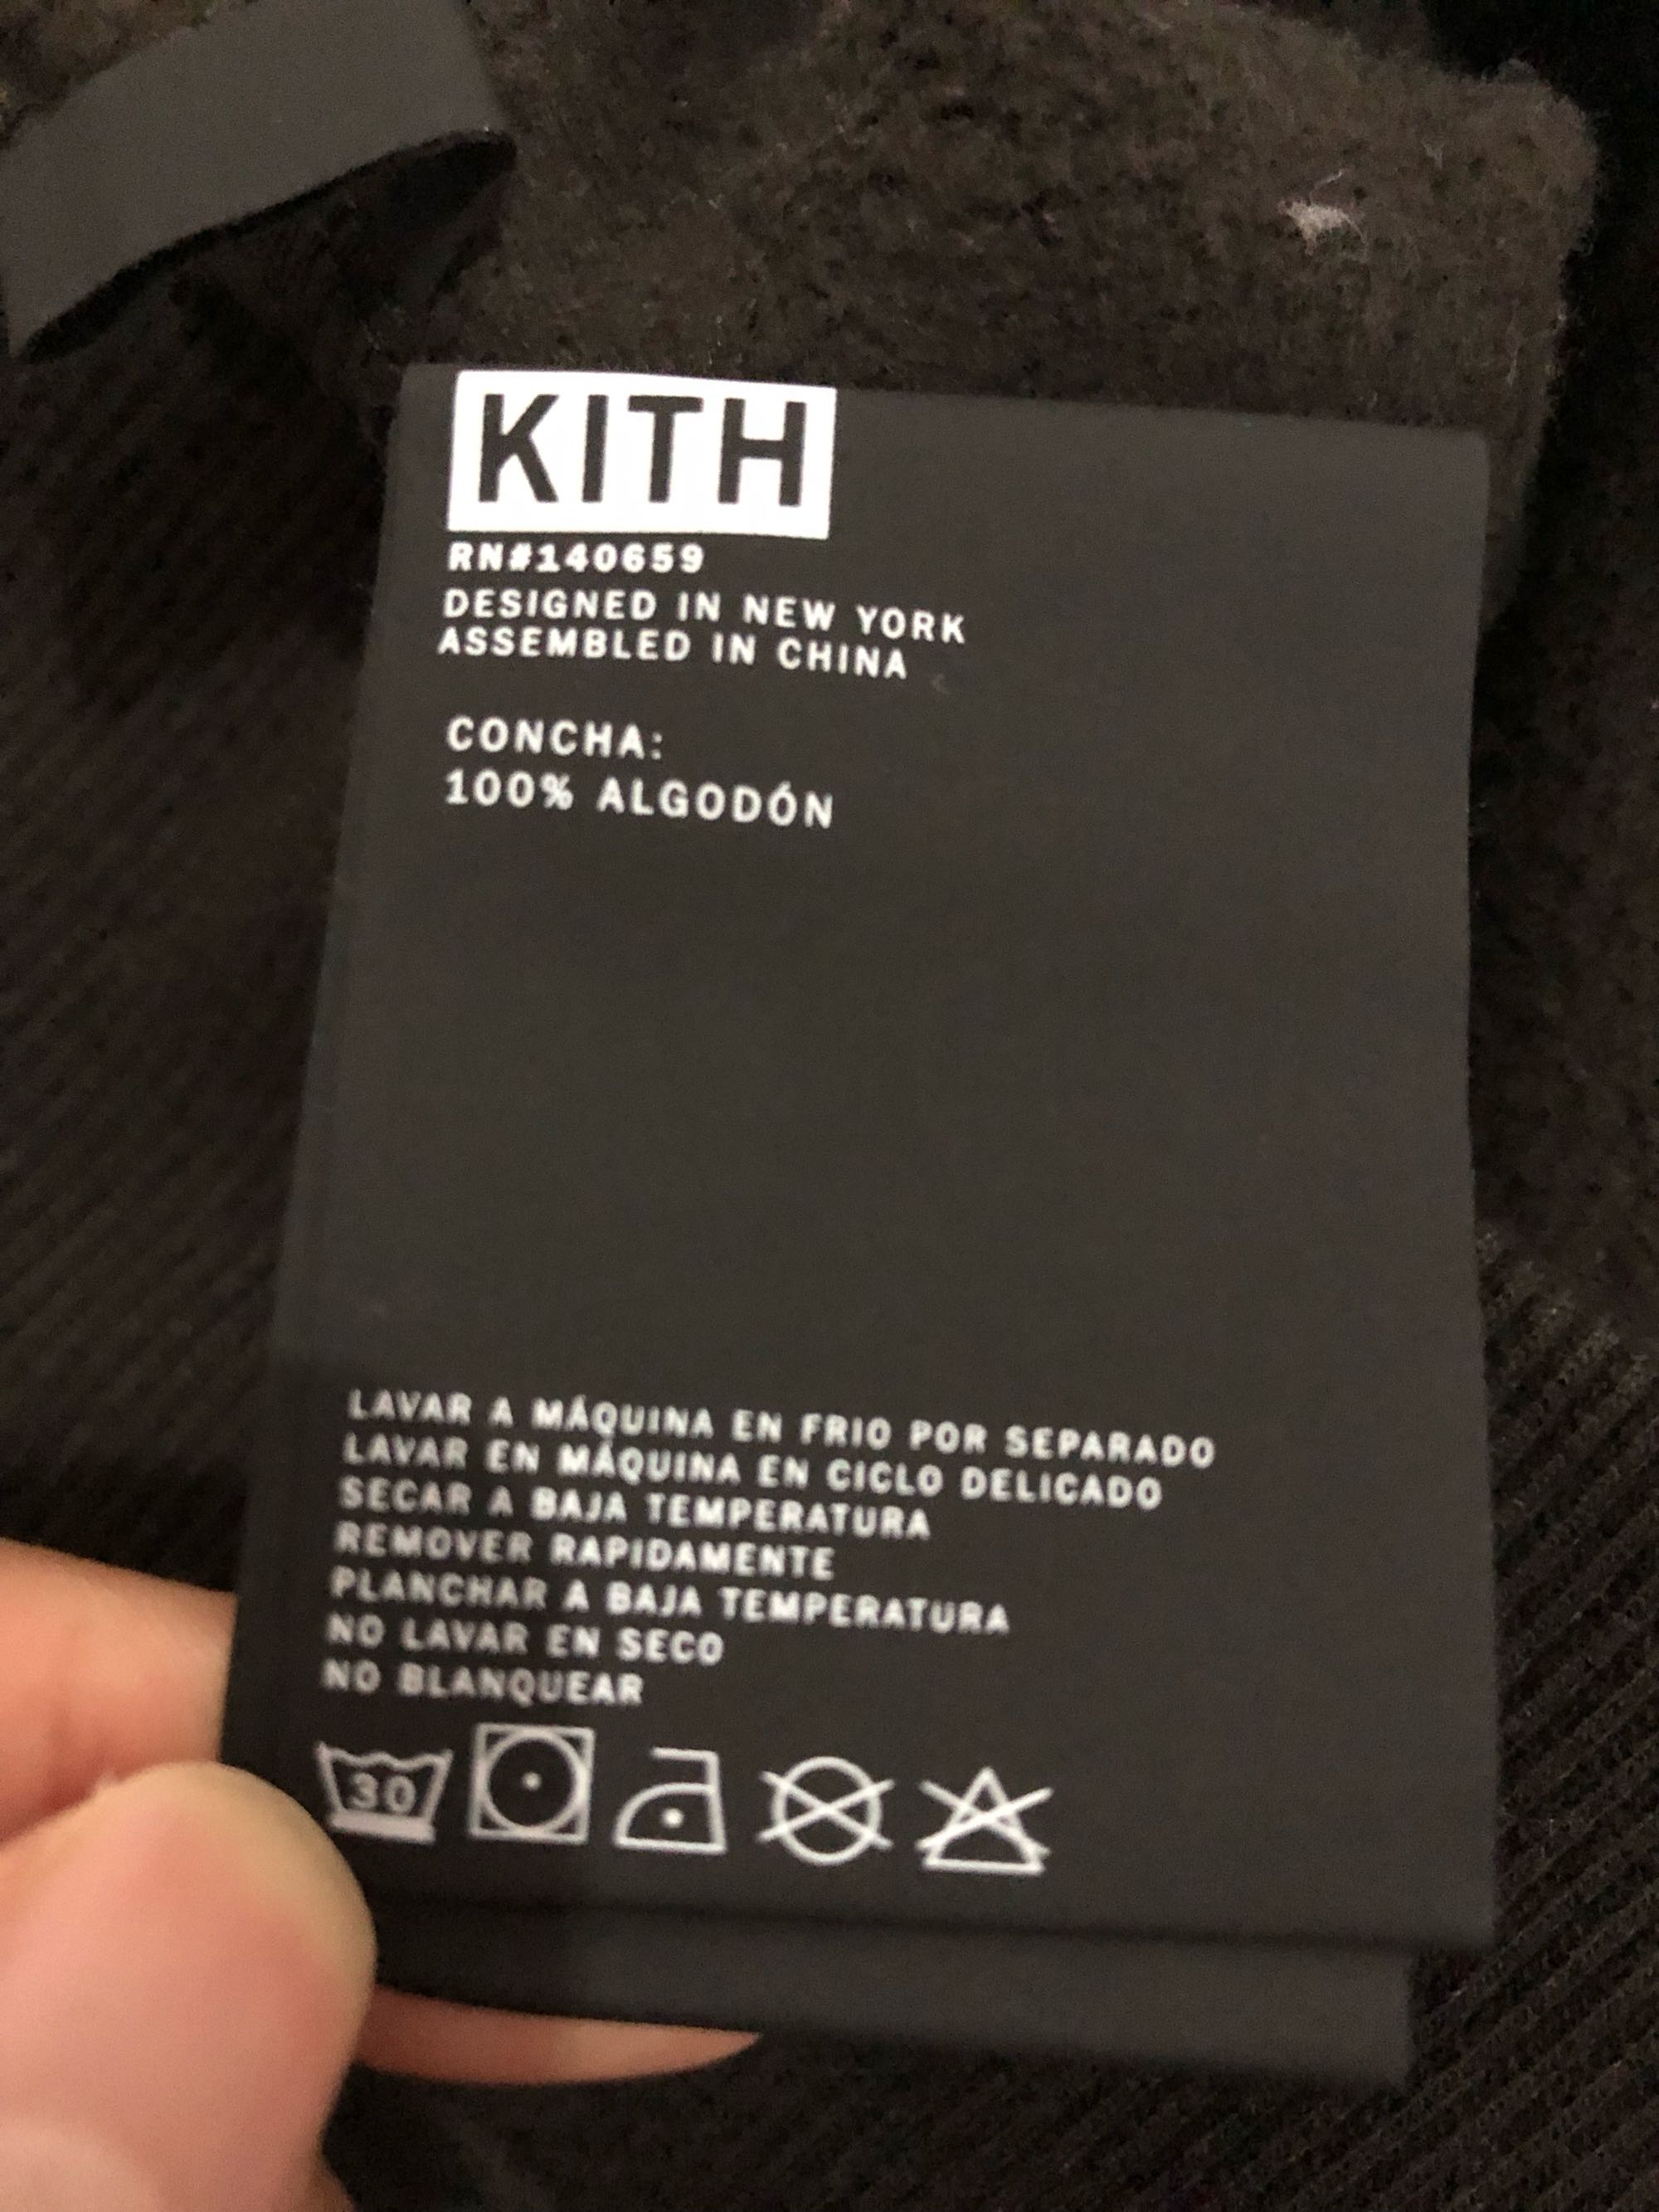 KITH
RN#140659
DESIGNED IN NEW YORK
ASSEMBLED IN CHINA
CONCHA:
100% ALGODÓN
LAVAR A MÁQUINA EN FRIO POR SEPARADO
LAVAR EN MÁQUINA EN CICLO DELICADO
SECAR A BAJA TEMPERATURA
REMOVER RAPIDAMENTE
PLANCHAR A BAJA TEMPERATURA
NO LAVAR EN SECO
NO BLANQUEAR
30